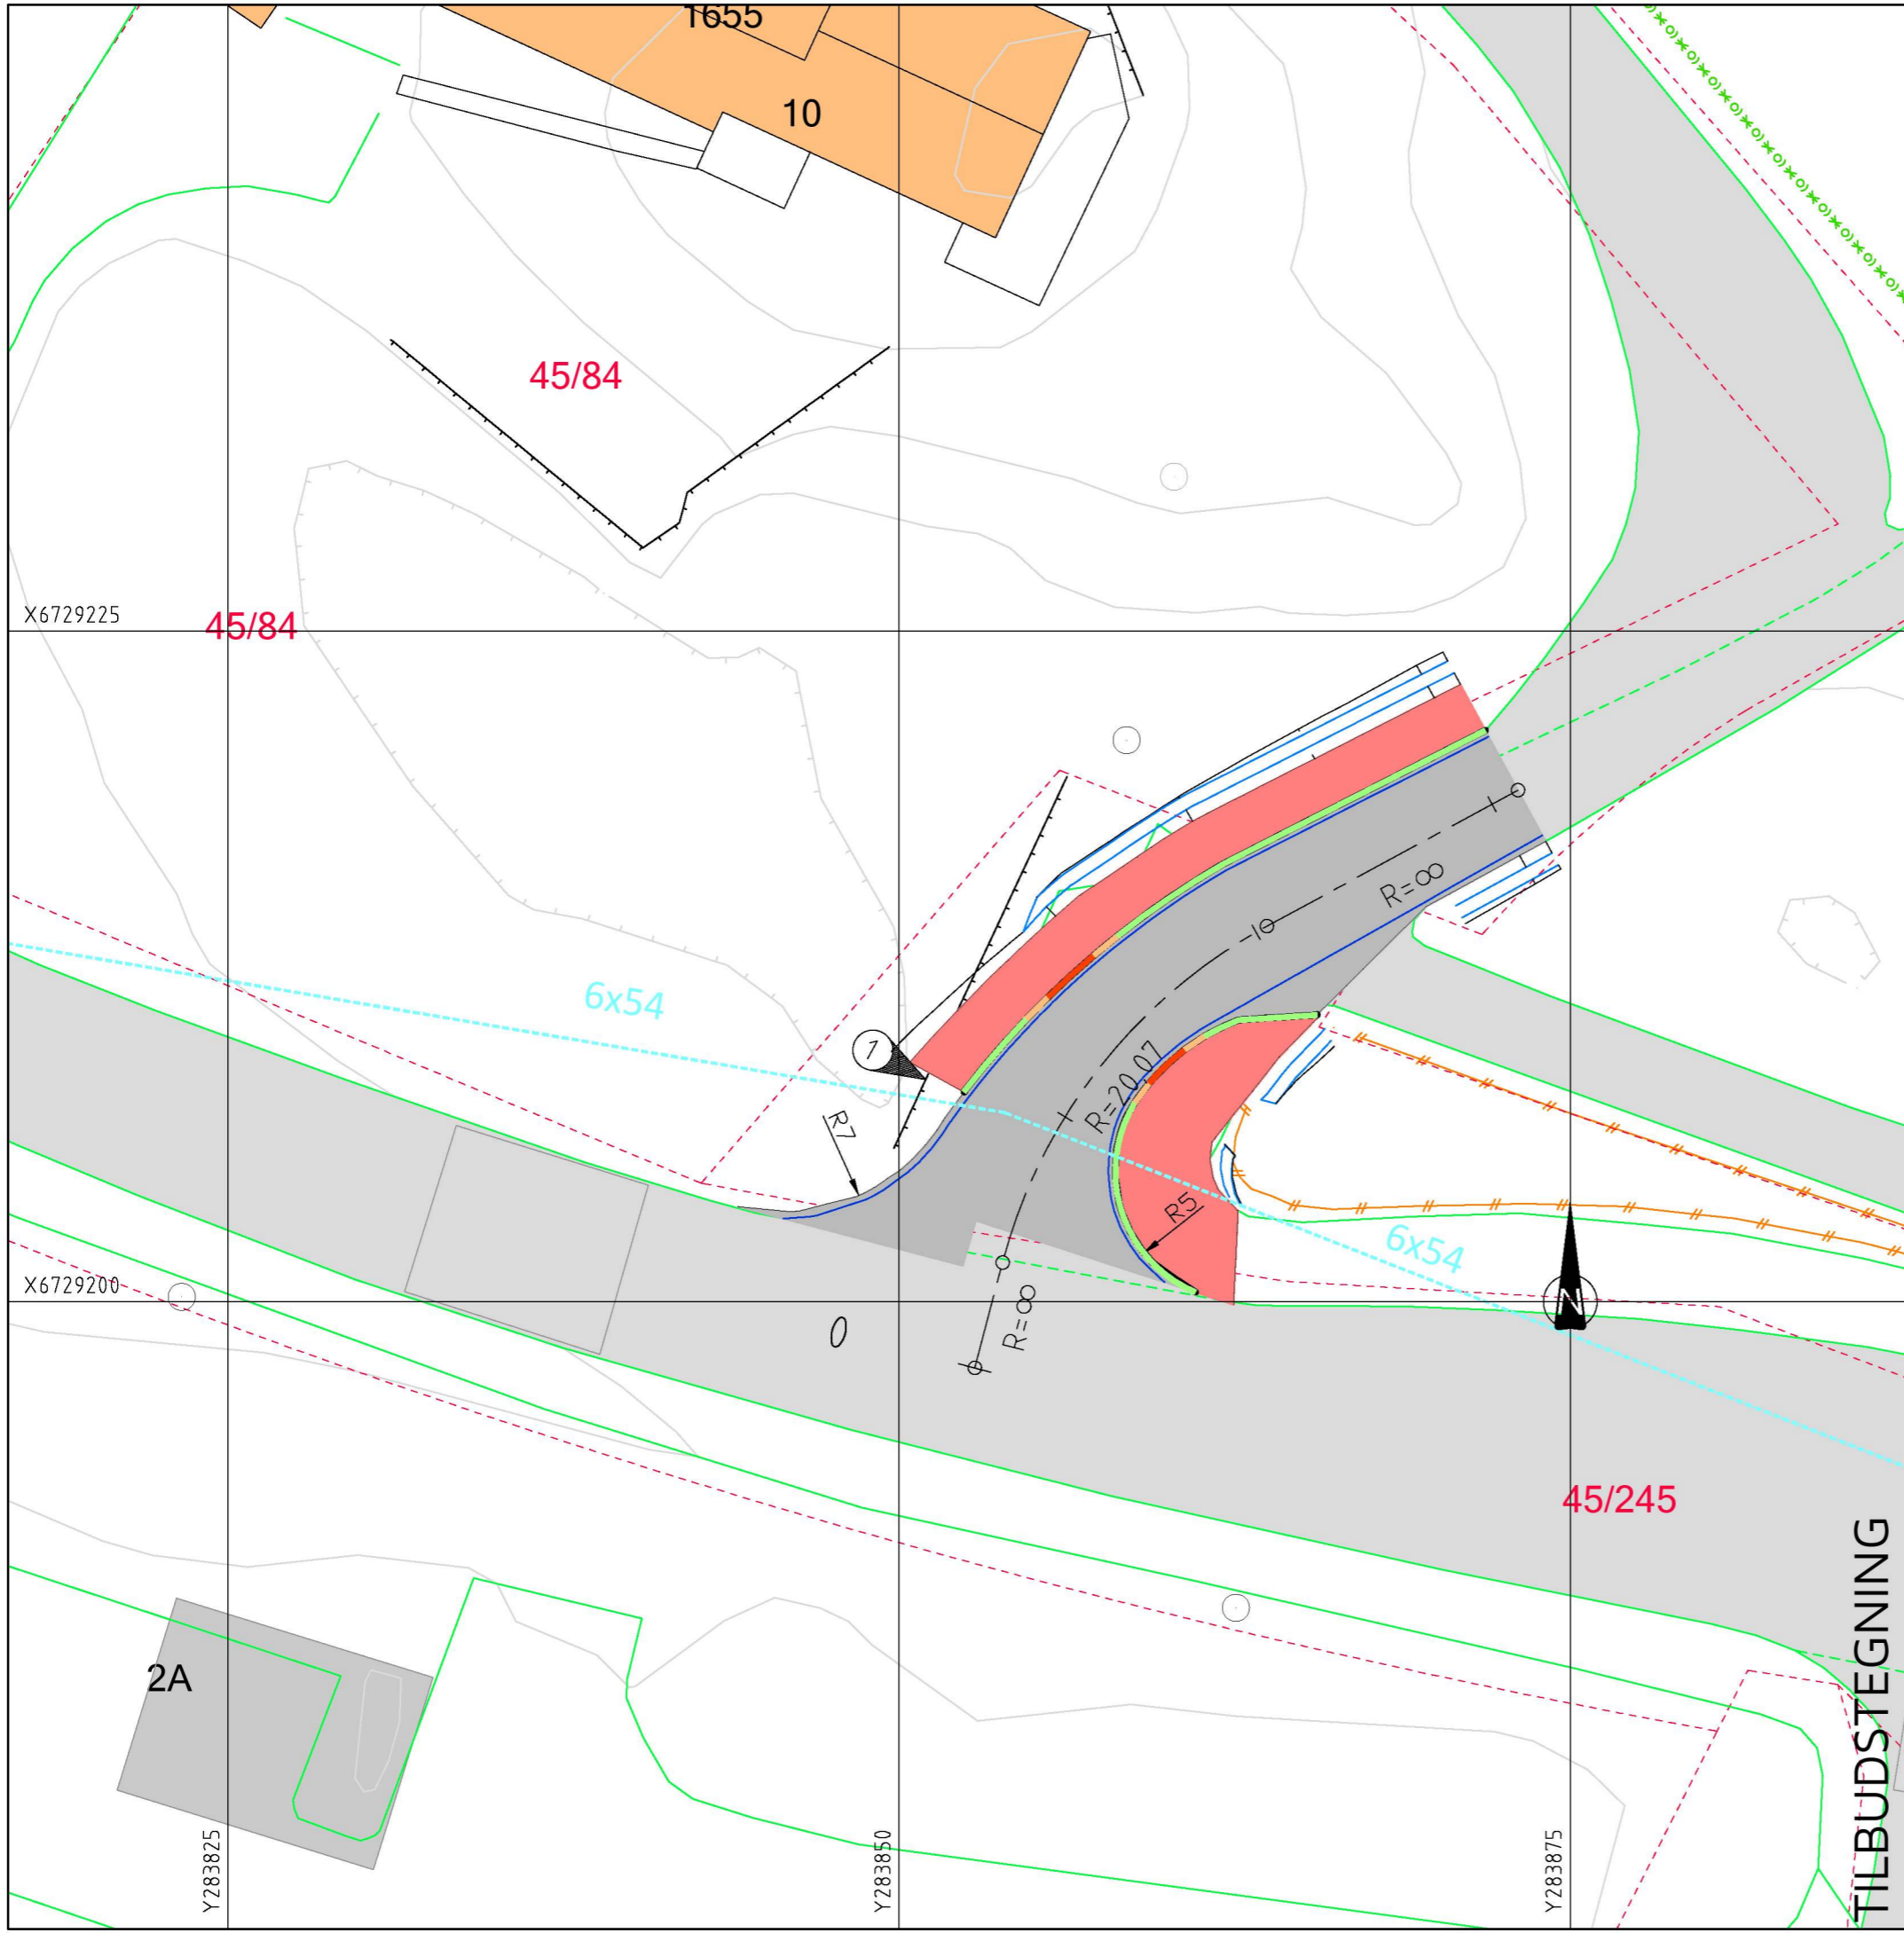 1655
10
45/84
X6729225
45/84
6x54
1
R=∞
10
R=20.07
R7
R5
6x54
X6729200
N
0
R=∞
45/245
2A
Y283825
Y283850
Y283875
TILBUDSTEGNING